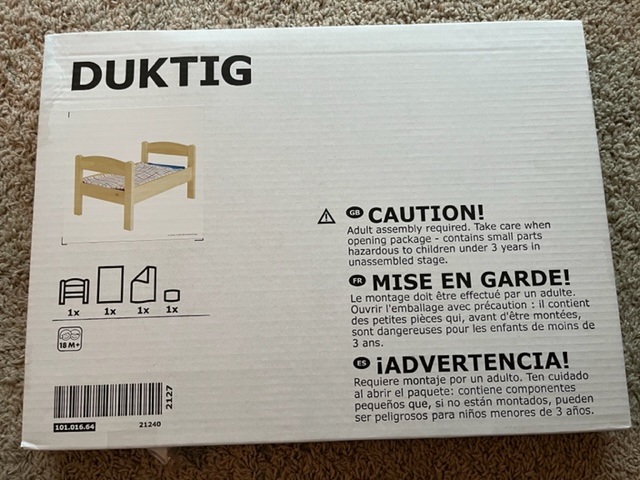 DUKTIG
GB CAUTION!
Adult assembly required. Take care when
opening package - contains small parts
hazardous to children under 3 years in
unassembled stage.
FR MISE EN GARDE!
Le montage doit être effectué par un adulte.
Ouvrir l'emballage avec précaution : il contient
des petites pièces qui, avant d'être montées,
sont dangereuses pour les enfants de moins de
3 ans.
ES ¡ADVERTENCIA!
Requiere montaje por un adulto. Ten cuidado
al abrir el paquete: contiene componentes
pequeños que, si no están montados, pueden
ser peligrosos para niños menores de 3 años.
1x 1x 1x 1x
18 M+
2127
101.016.64 21240